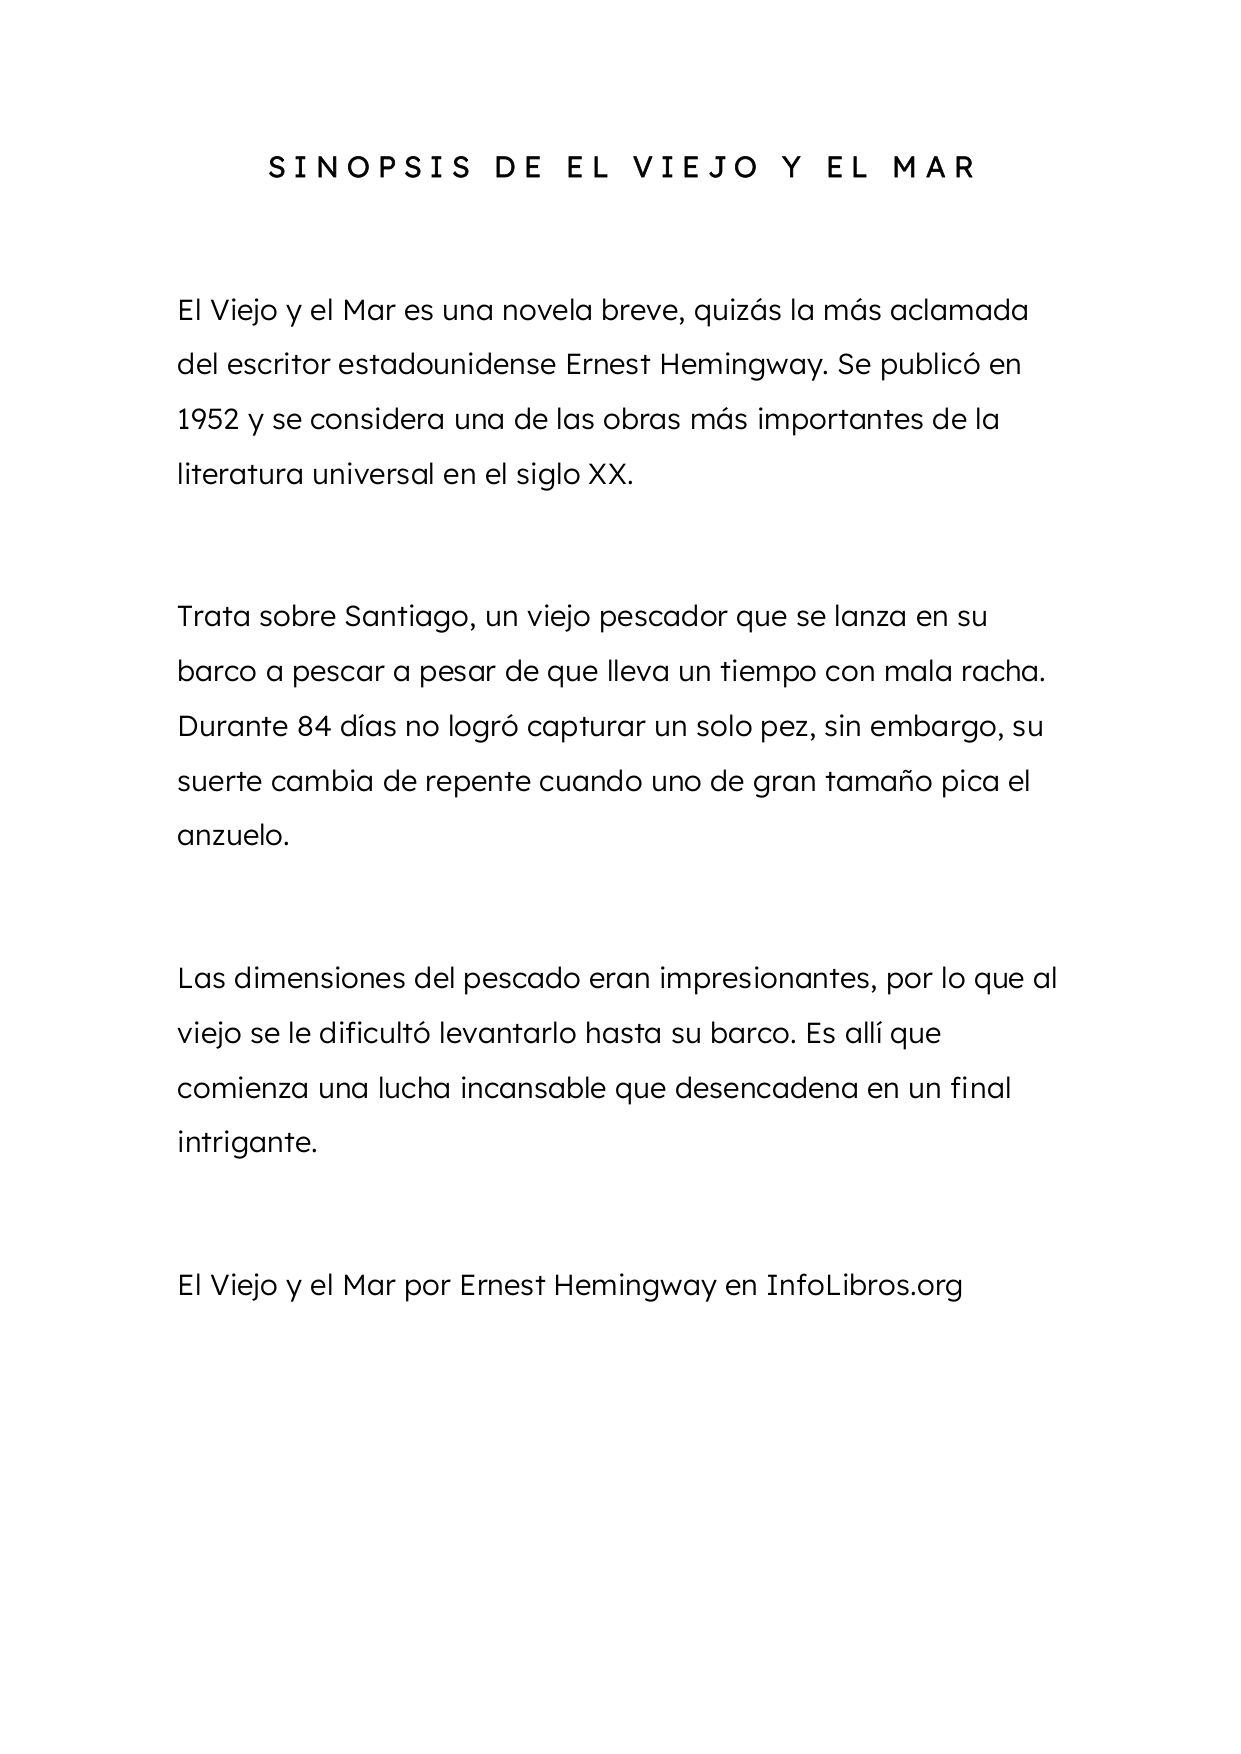 SINOPSIS DE EL VIEJO Y EL MAR
El Viejo y el Mar es una novela breve, quizás la más aclamada
del escritor estadounidense Ernest Hemingway. Se publicó en
1952 y se considera una de las obras más importantes de la
literatura universal en el siglo XX.
Trata sobre Santiago, un viejo pescador que se lanza en su
barco a pescar a pesar de que lleva un tiempo con mala racha.
Durante 84 días no logró capturar un solo pez, sin embargo, su
suerte cambia de repente cuando uno de gran tamaño pica el
anzuelo.
Las dimensiones del pescado eran impresionantes, por lo que al
viejo se le dificultó levantarlo hasta su barco. Es allí que
comienza una lucha incansable que desencadena en un final
intrigante.
El Viejo y el Mar por Ernest Hemingway en InfoLibros.org